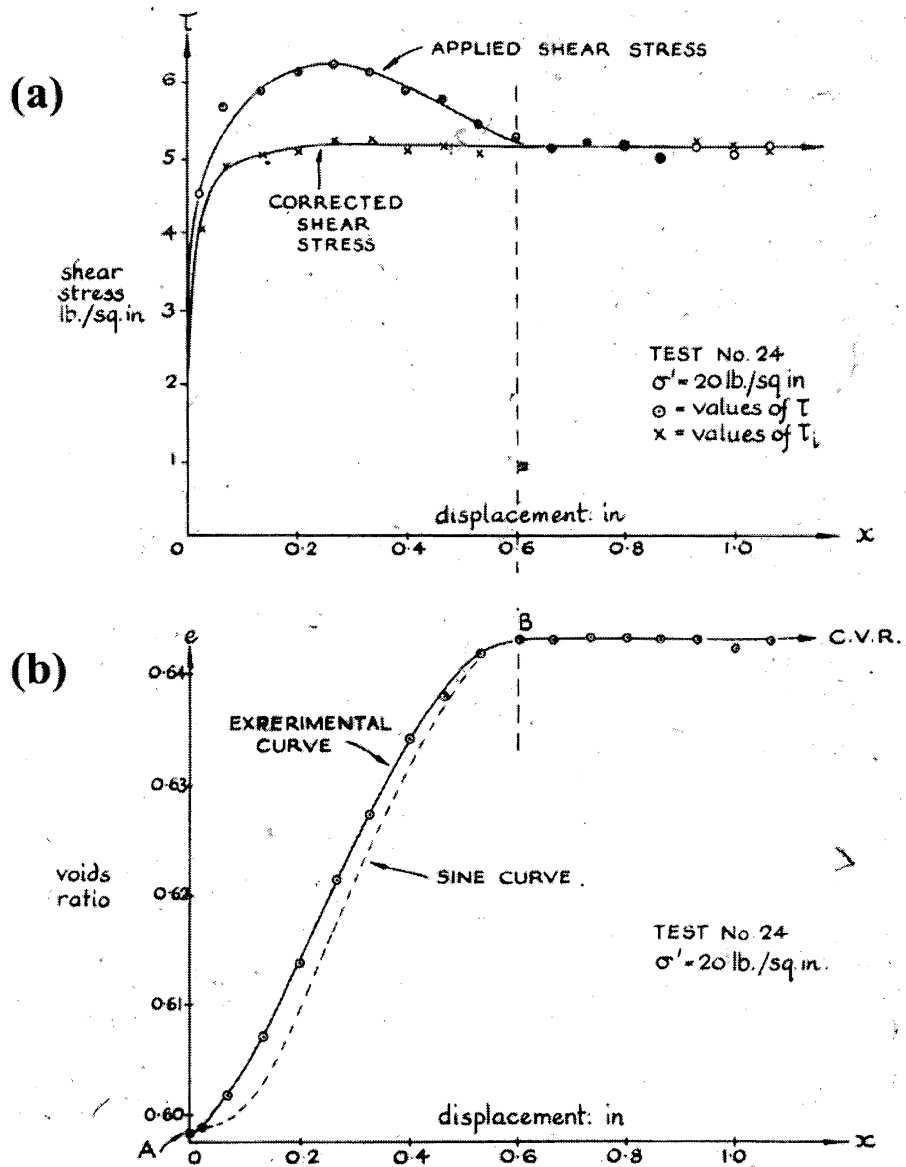 (a)
τ
APPLIED SHEAR STRESS
6
5
4
3
2
1
0
CORRECTED
SHEAR
STRESS
shear
stress
lb./sq.in
TEST No. 24
σ' = 20 lb./sq in
⊙ = values of τ
× = values of τᵢ
displacement: in
0.2
0.4
0.6
0.8
1.0
x
(b)
e
B
C.V.R.
0.64
EXRERIMENTAL
CURVE
0.63
voids
ratio
0.62
SINE CURVE
TEST No. 24
σ' = 20 lb./sq.in.
0.61
0.60
A
displacement: in
0
0.2
0.4
0.6
0.8
1.0
x